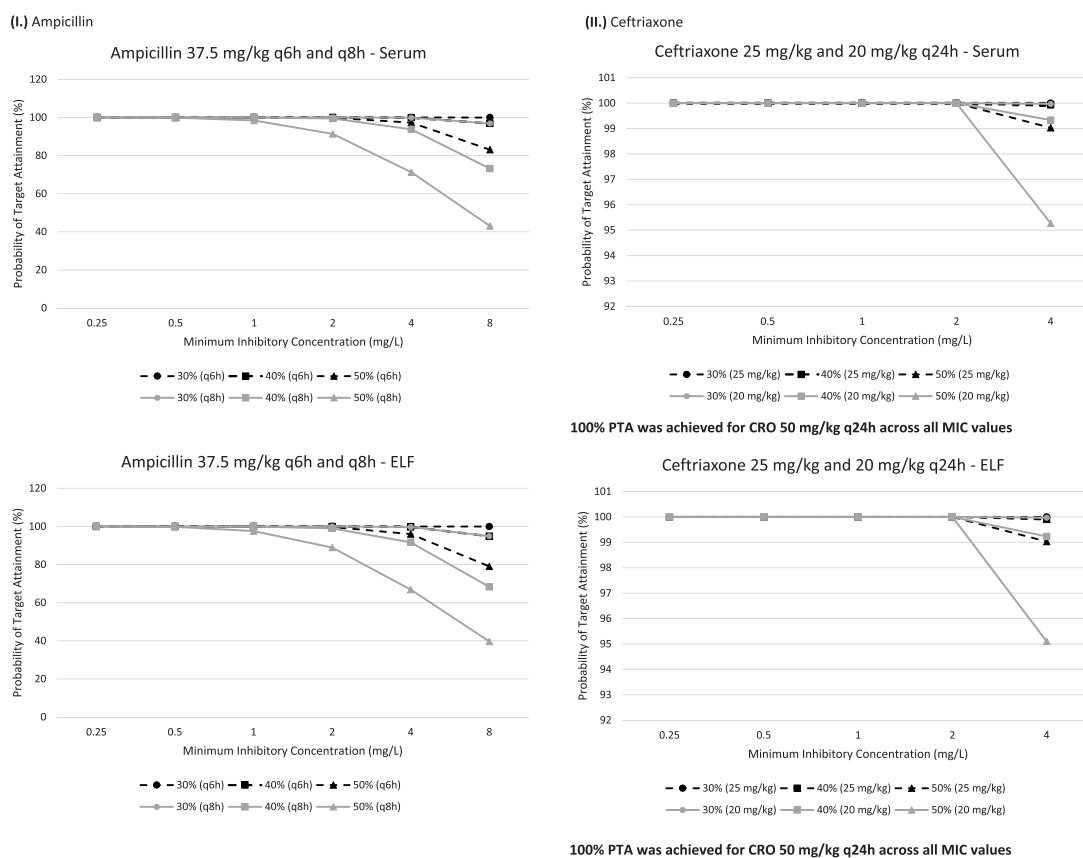 (I.) Ampicillin
Ampicillin 37.5 mg/kg q6h and q8h - Serum
Probability of Target Attainment (%)
120
100
80
60
40
20
0
0.25 0.5 1 2 4 8
Minimum Inhibitory Concentration (mg/L)
30% (q6h) 40% (q6h) 50% (q6h)
30% (q8h) 40% (q8h) 50% (q8h)
Ampicillin 37.5 mg/kg q6h and q8h - ELF
Probability of Target Attainment (%)
120
100
80
60
40
20
0
0.25 0.5 1 2 4 8
Minimum Inhibitory Concentration (mg/L)
30% (q6h) 40% (q6h) 50% (q6h)
30% (q8h) 40% (q8h) 50% (q8h)
(II.) Ceftriaxone
Ceftriaxone 25 mg/kg and 20 mg/kg q24h - Serum
Probability of Target Attainment (%)
101
100
99
98
97
96
95
94
93
92
0.25 0.5 1 2 4
Minimum Inhibitory Concentration (mg/L)
30% (25 mg/kg) 40% (25 mg/kg) 50% (25 mg/kg)
30% (20 mg/kg) 40% (20 mg/kg) 50% (20 mg/kg)
100% PTA was achieved for CRO 50 mg/kg q24h across all MIC values
Ceftriaxone 25 mg/kg and 20 mg/kg q24h - ELF
Probability of Target Attainment (%)
101
100
99
98
97
96
95
94
93
92
0.25 0.5 1 2 4
Minimum Inhibitory Concentration (mg/L)
30% (25 mg/kg) 40% (25 mg/kg) 50% (25 mg/kg)
30% (20 mg/kg) 40% (20 mg/kg) 50% (20 mg/kg)
100% PTA was achieved for CRO 50 mg/kg q24h across all MIC values